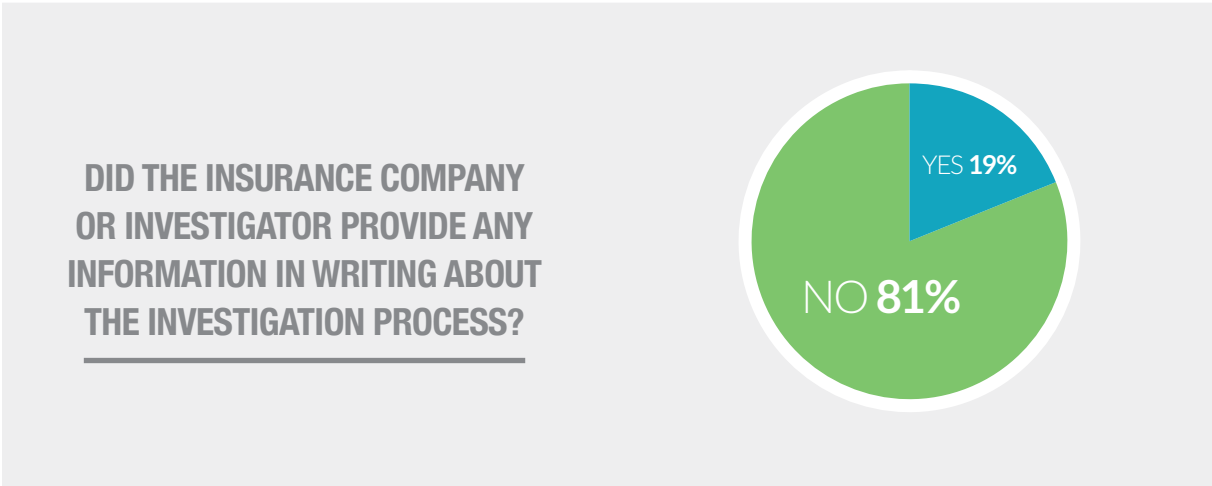 DID THE INSURANCE COMPANY
OR INVESTIGATOR PROVIDE ANY
INFORMATION IN WRITING ABOUT
THE INVESTIGATION PROCESS?
YES 19%
NO 81%